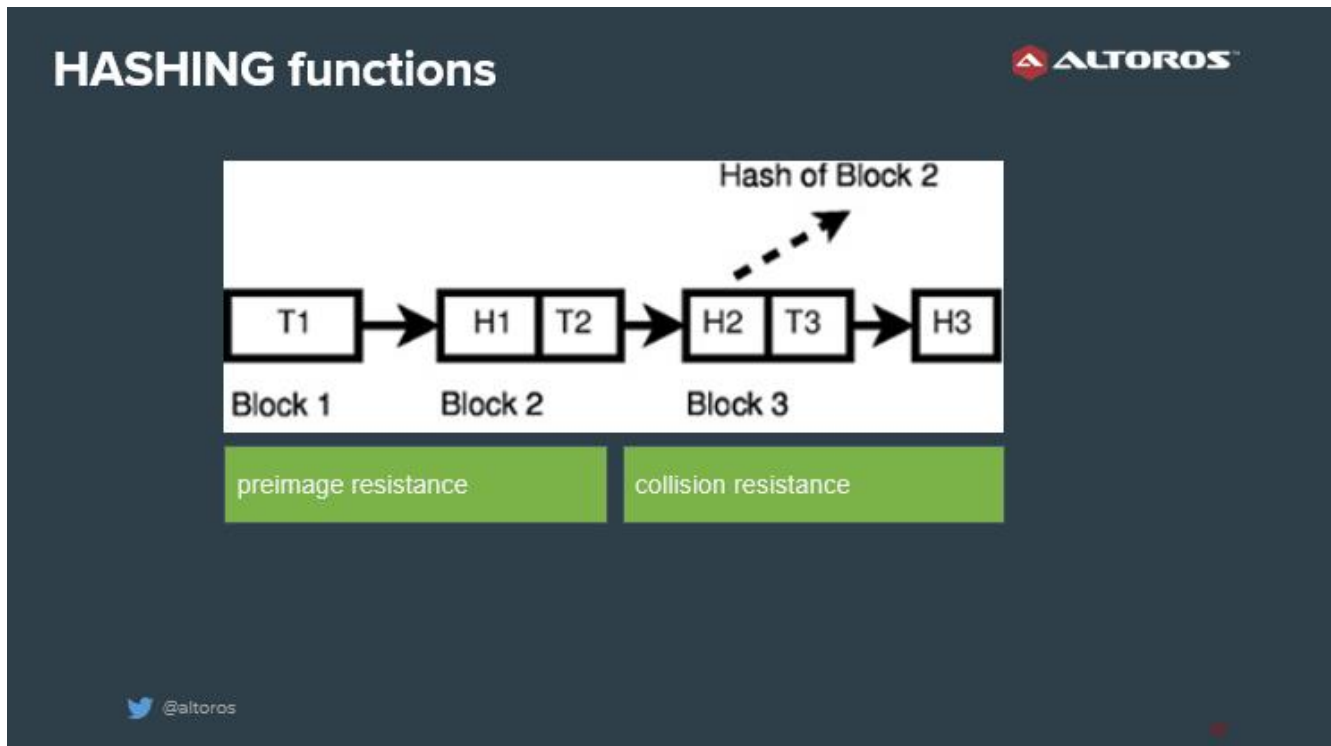 HASHING functions
ALTOROS™
Hash of Block 2
T1 H1 T2 H2 T3 H3
Block 1 Block 2 Block 3
preimage resistance collision resistance
@altoros